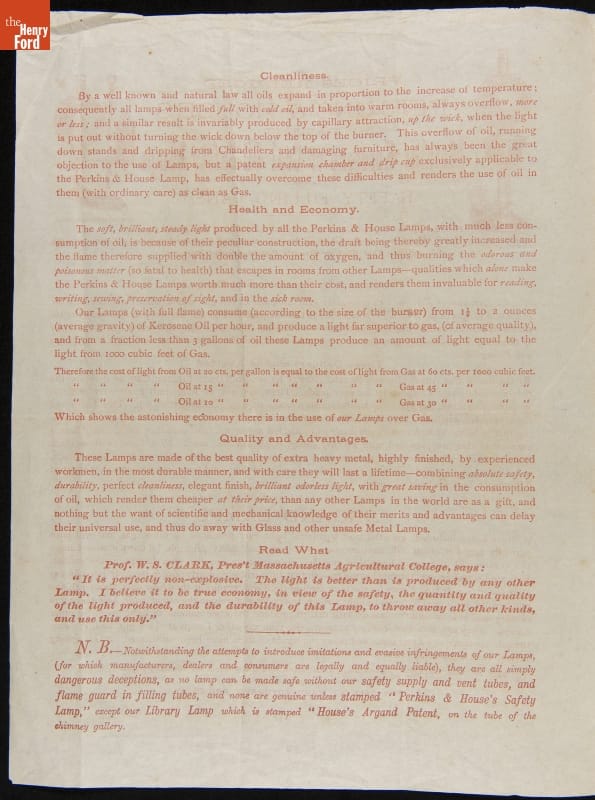 the
Henry
Ford
Cleanliness.
By a well known and natural law all oils expand in proportion to the increase of temperature;
consequently all lamps when filled full with cold oil, and taken into warm rooms, always overflow, more
or less; and a similar result is invariably produced by capillary attraction, up the wick, when the light
is put out without turning the wick down below the top of the burner. This overflow of oil, running
down stands and dripping from Chandeliers and damaging furniture, has always been the great
objection to the use of Lamps, but a patent expansion chamber and drip cup exclusively applicable to
the Perkins & House Lamp, has effectually overcome these difficulties and renders the use of oil in
them (with ordinary care) as clean as Gas.
Health and Economy.
The soft, brilliant, steady light produced by all the Perkins & House Lamps, with much less con-
sumption of oil, is because of their peculiar construction, the draft being thereby greatly increased and
the flame therefore supplied with double the amount of oxygen, and thus burning the odorous and
poisonous matter (so fatal to health) that escapes in rooms from other Lamps—qualities which alone make
the Perkins & House Lamps worth much more than their cost, and renders them invaluable for reading,
writing, sewing, preservation of sight, and in the sick room.
Our Lamps (with full flame) consume (according to the size of the burner) from 1½ to 2 ounces
(average gravity) of Kerosene Oil per hour, and produce a light far superior to gas, (of average quality),
and from a fraction less than 3 gallons of oil these Lamps produce an amount of light equal to the
light from 1000 cubic feet of Gas.
Therefore the cost of light from Oil at 20 cts. per gallon is equal to the cost of light from Gas at 60 cts. per 1000 cubic feet.
" " " " Oil at 15 " " " " " " Gas at 45 " " " "
" " " " Oil at 10 " " " " " " Gas at 30 " " " "
Which shows the astonishing economy there is in the use of our Lamps over Gas.
Quality and Advantages.
These Lamps are made of the best quality of extra heavy metal, highly finished, by experienced
workmen, in the most durable manner, and with care they will last a lifetime—combining absolute safety,
durability, perfect cleanliness, elegant finish, brilliant odorless light, with great saving in the consumption
of oil, which render them cheaper at their price, than any other Lamps in the world are as a gift, and
nothing but the want of scientific and mechanical knowledge of their merits and advantages can delay
their universal use, and thus do away with Glass and other unsafe Metal Lamps.
Read What
Prof. W. S. CLARK, Pres't Massachusetts Agricultural College, says:
"It is perfectly non-explosive. The light is better than is produced by any other
Lamp. I believe it to be true economy, in view of the safety, the quantity and quality
of the light produced, and the durability of this Lamp, to throw away all other kinds,
and use this only."
N. B.—Notwithstanding the attempts to introduce imitations and evasive infringements of our Lamps,
(for which manufacturers, dealers and consumers are legally and equally liable), they are all simply
dangerous deceptions, as no lamp can be made safe without our safety supply and vent tubes, and
flame guard in filling tubes, and none are genuine unless stamped "Perkins & House's Safety
Lamp," except our Library Lamp which is stamped "House's Argand Patent, on the tube of the
chimney gallery.